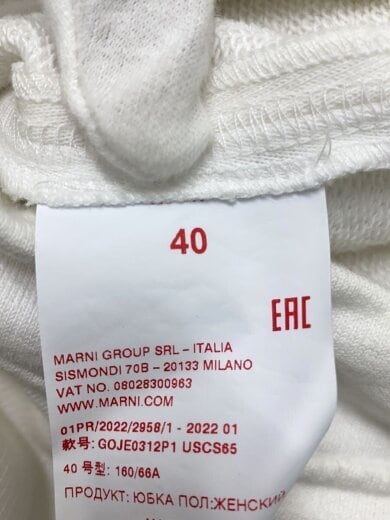 40
EAC
MARNI GROUP SRL – ITALIA
SISMONDI 70B – 20133 MILANO
VAT NO. 08028300963
WWW.MARNI.COM
01PR/2022/2958/1 - 2022 01
款号: GOJE0312P1 USCS65
40 号型: 160/66A
ПРОДУКТ: ЮБКА ПОЛ:ЖЕНСКИЙ